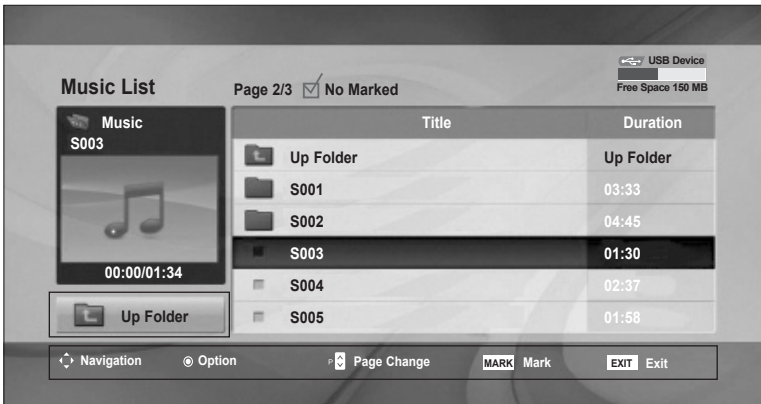 USB Device
Free Space 150 MB
Music List
Page 2/3 No Marked
Music
S003
00:00/01:34
Up Folder
Title Duration
Up Folder Up Folder
S001 03:33
S002 04:45
S003 01:30
S004 02:37
S005 01:58
Navigation Option P Page Change MARK Mark EXIT Exit